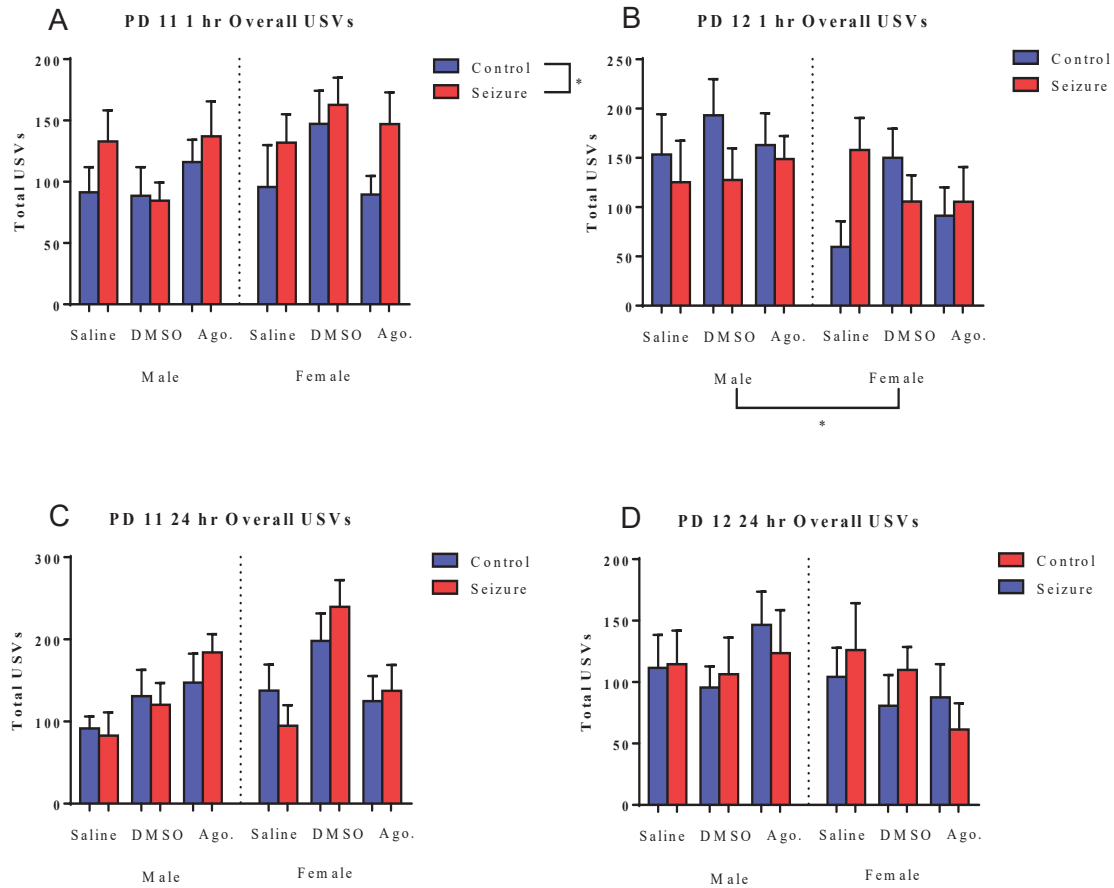 A
PD 11 1 hr Overall USVs
Total USVs
200
150
100
50
0
Saline DMSO Ago. Saline DMSO Ago.
Male Female
Control
Seizure
*
B
PD 12 1 hr Overall USVs
Total USVs
250
200
150
100
50
0
Saline DMSO Ago. Saline DMSO Ago.
Male Female
*
Control
Seizure
C
PD 11 24 hr Overall USVs
Total USVs
300
200
100
0
Saline DMSO Ago. Saline DMSO Ago.
Male Female
Control
Seizure
D
PD 12 24 hr Overall USVs
Total USVs
200
150
100
50
0
Saline DMSO Ago. Saline DMSO Ago.
Male Female
Control
Seizure